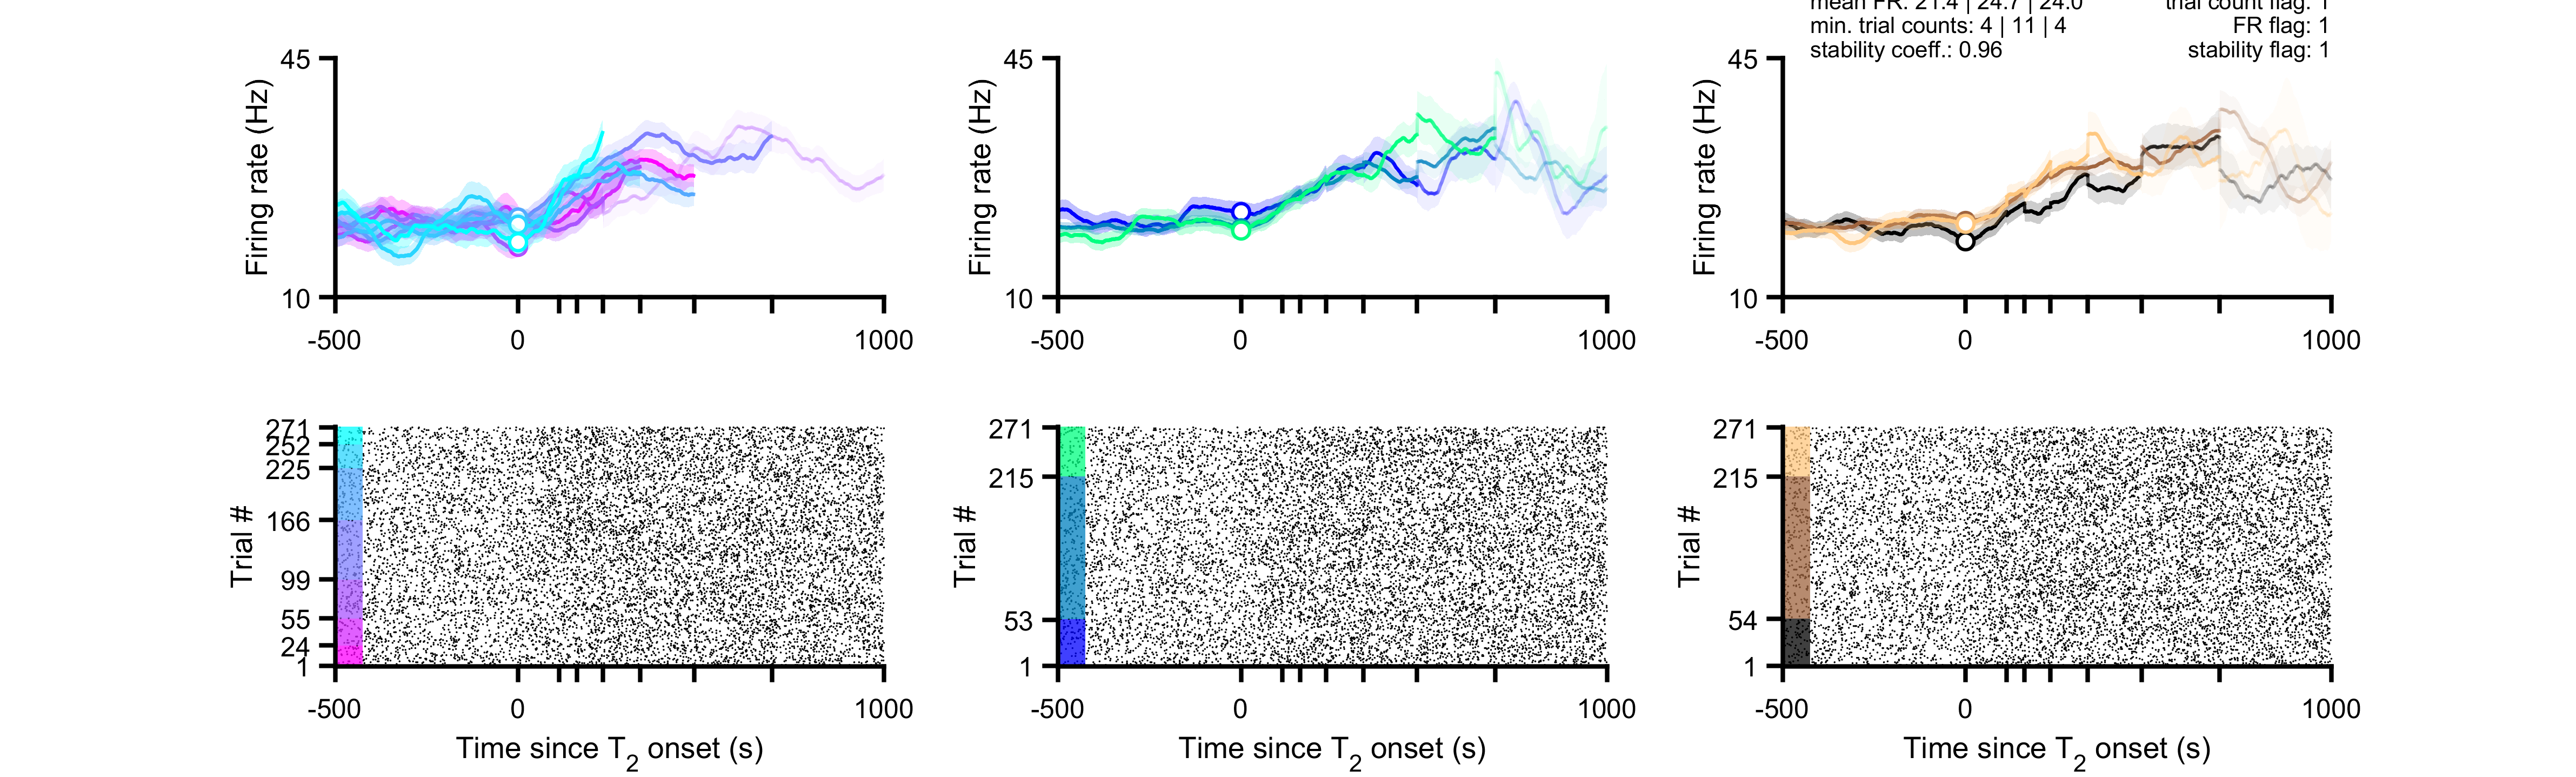 mean FR: 21.4 | 24.7 | 24.0 trial count flag: 1
min. trial counts: 4 | 11 | 4 FR flag: 1
stability coeff.: 0.96 stability flag: 1
45
Firing rate (Hz)
10
-500 0 1000
45
Firing rate (Hz)
10
-500 0 1000
45
Firing rate (Hz)
10
-500 0 1000
271
252
225
166
99
55
24
1
Trial #
-500 0 1000
Time since T2 onset (s)
271
215
53
1
Trial #
-500 0 1000
Time since T2 onset (s)
271
215
54
1
Trial #
-500 0 1000
Time since T2 onset (s)